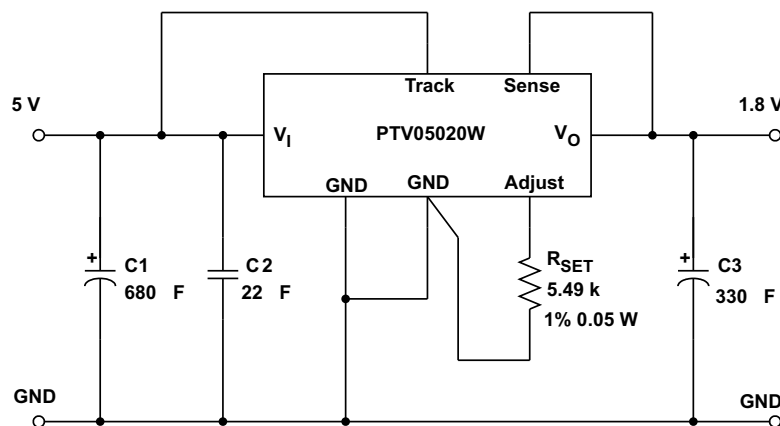 Track
Sense
5 V
1.8 V
VI
PTV05020W
VO
GND
GND
Adjust
+
C1
680 F
C2
22 F
RSET
5.49 k
1% 0.05 W
+
C3
330 F
GND
GND